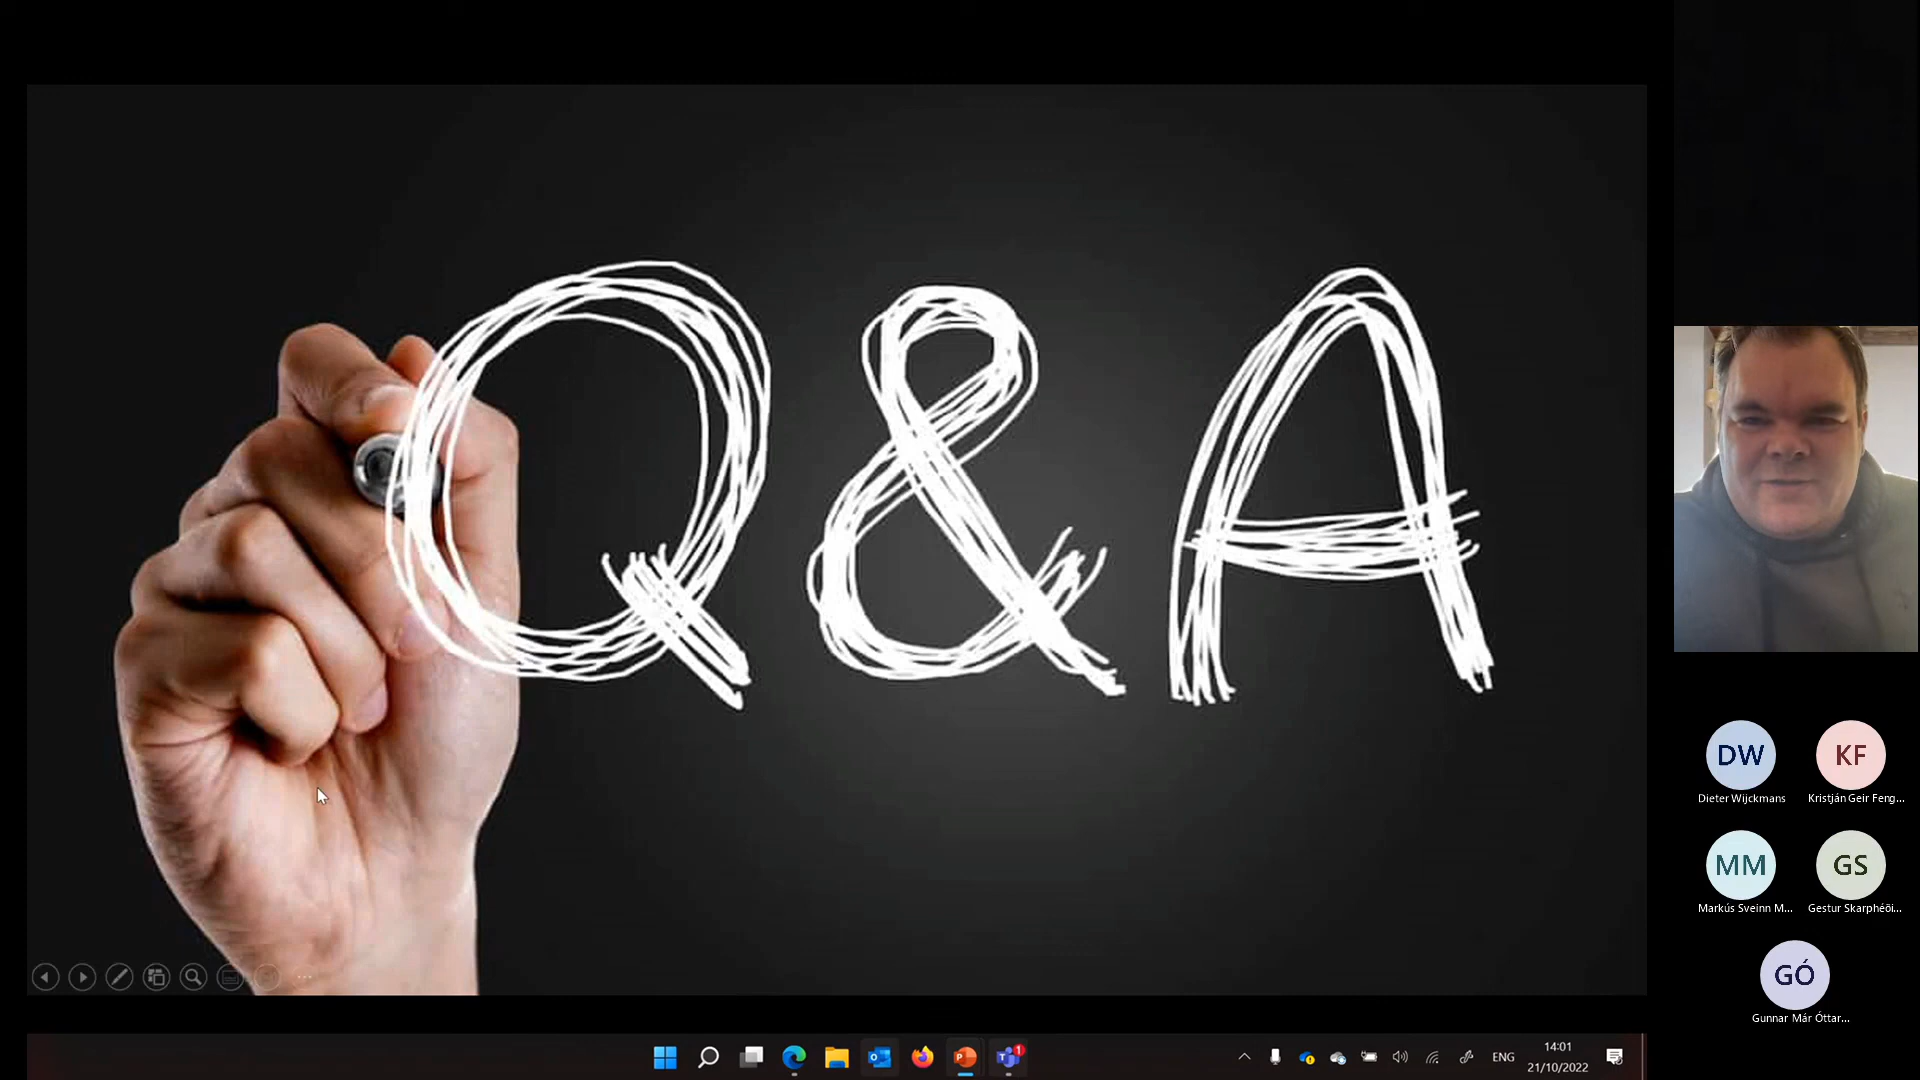 Q&A
DW
KF
Dieter Wijckmans
Kristján Geir Feng...
MM
GS
Markús Sveinn M...
Gestur Skarphéði...
GÓ
Gunnar Már Óttar...
P
1
ENG
14:01
21/10/2022